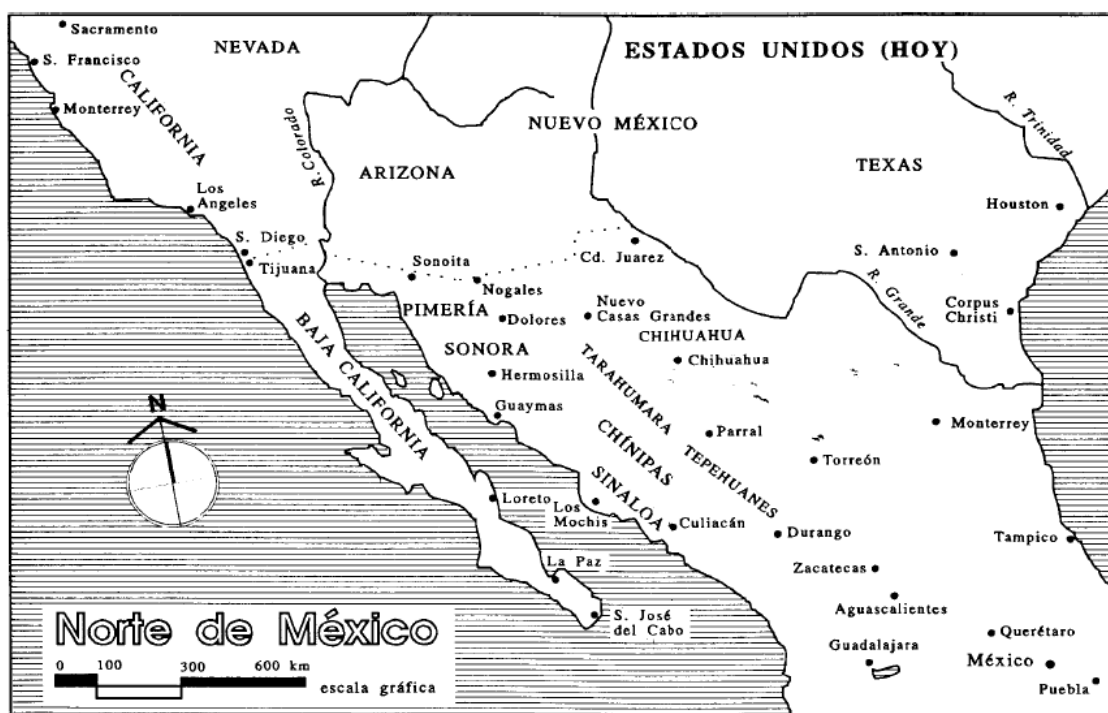 Sacramento
NEVADA
ESTADOS UNIDOS (HOY)
S. Francisco
CALIFORNIA
Monterrey
R. Colorado
NUEVO MÉXICO
R. Trinidad
ARIZONA
TEXAS
Los
Angeles
Houston
S. Diego
Tijuana
Sonoita
Cd. Juarez
S. Antonio
Nogales
R. Grande
PIMERÍA
Dolores
Nuevo
Casas Grandes
Corpus
Christi
BAJA CALIFORNIA
CHIHUAHUA
SONORA
Chihuahua
Hermosilla
TARAHUMARA
Guaymas
N
Parral
Monterrey
CHÍNIPAS
TEPEHUANES
Torreón
SINALOA
Loreto
Los
Mochis
Culiacán
Durango
Tampico
La Paz
Zacatecas
S. José
del Cabo
Aguascalientes
Norte de México
Querétaro
Guadalajara
México
0 100 300 600 km
escala gráfica
Puebla